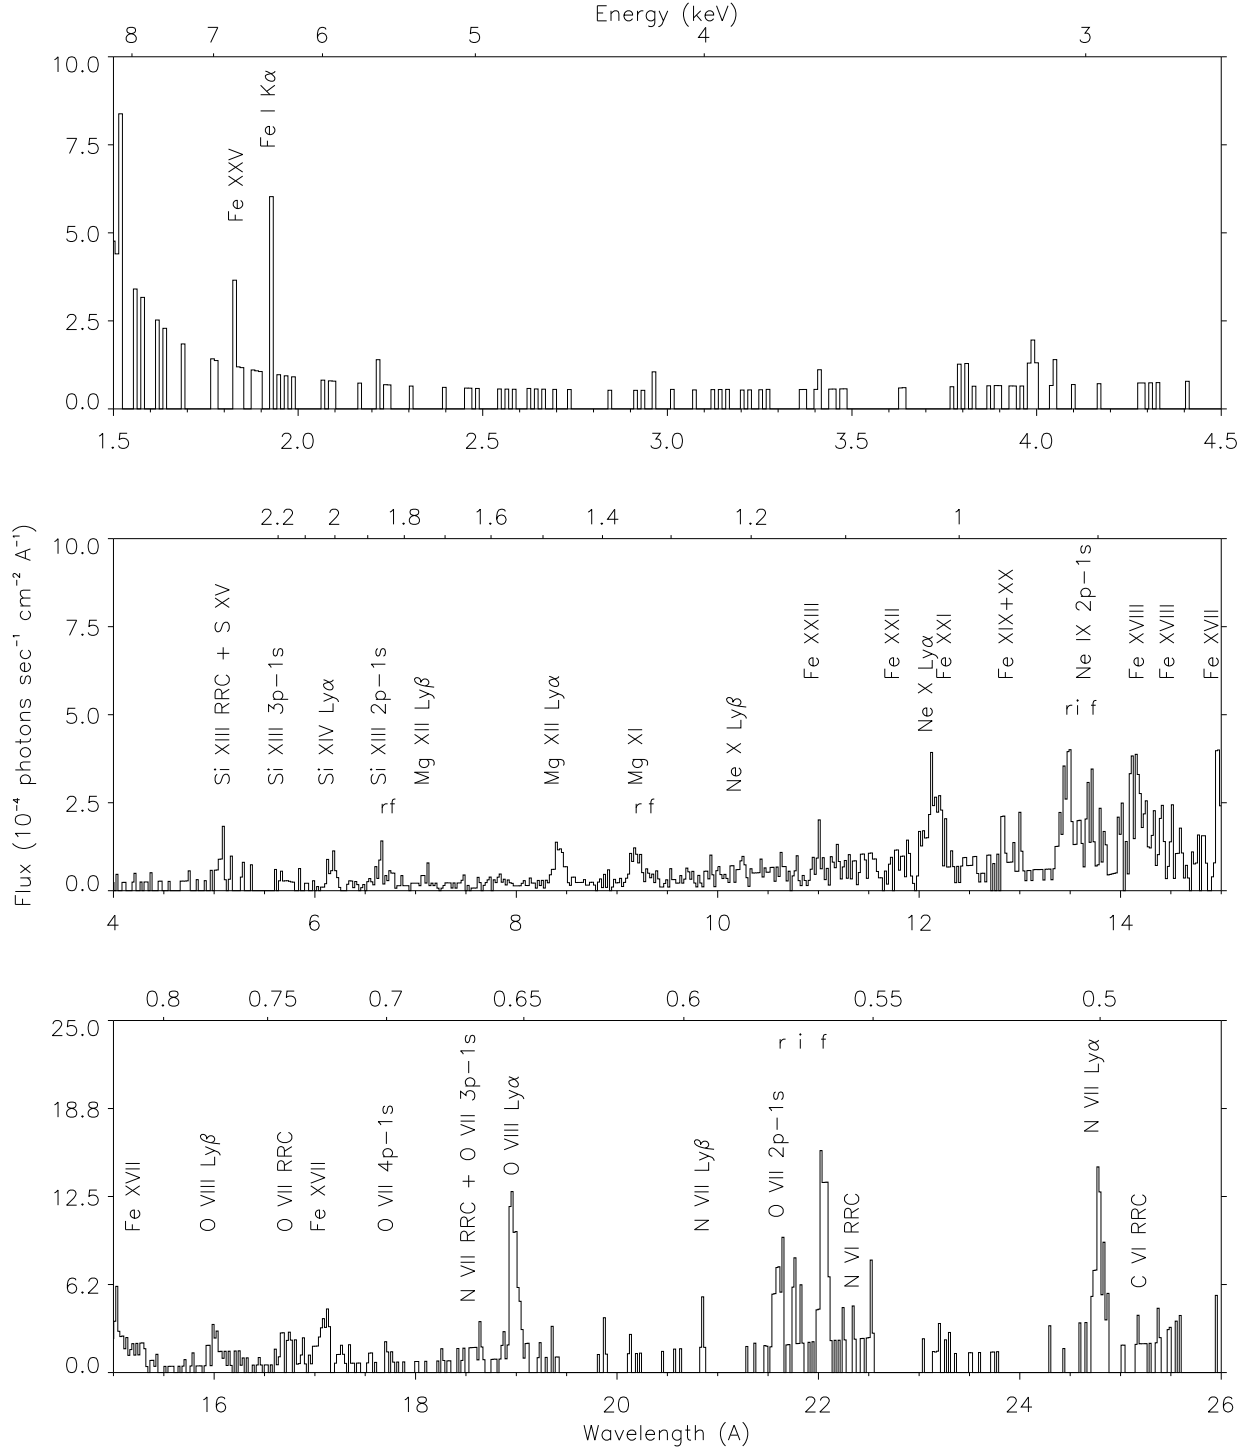 Energy (keV)
8 7 6 5 4 3
10.0
7.5
5.0
2.5
0.0
Fe XXV
Fe I Kα
1.5 2.0 2.5 3.0 3.5 4.0 4.5
Flux (10⁻⁴ photons sec⁻¹ cm⁻² A⁻¹)
2.2 2 1.8 1.6 1.4 1.2 1
10.0
7.5
5.0
2.5
0.0
Si XIII RRC + S XV
Si XIII 3p−1s
Si XIV Lyα
Si XIII 2p−1s
rf
Mg XII Lyβ
Mg XII Lyα
Mg XI
r f
Ne X Lyβ
Fe XXIII
Fe XXII
Ne X Lyα
Fe XXI
Fe XIX+XX
Ne IX 2p−1s
r i f
Fe XVIII
Fe XVIII
Fe XVII
4 6 8 10 12 14
0.8 0.75 0.7 0.65 0.6 0.55 0.5
25.0
18.8
12.5
6.2
0.0
Fe XVII
O VIII Lyβ
O VII RRC
Fe XVII
O VII 4p−1s
N VII RRC + O VII 3p−1s
O VIII Lyα
N VII Lyβ
O VII 2p−1s
r i f
N VI RRC
N VII Lyα
C VI RRC
16 18 20 22 24 26
Wavelength (A)